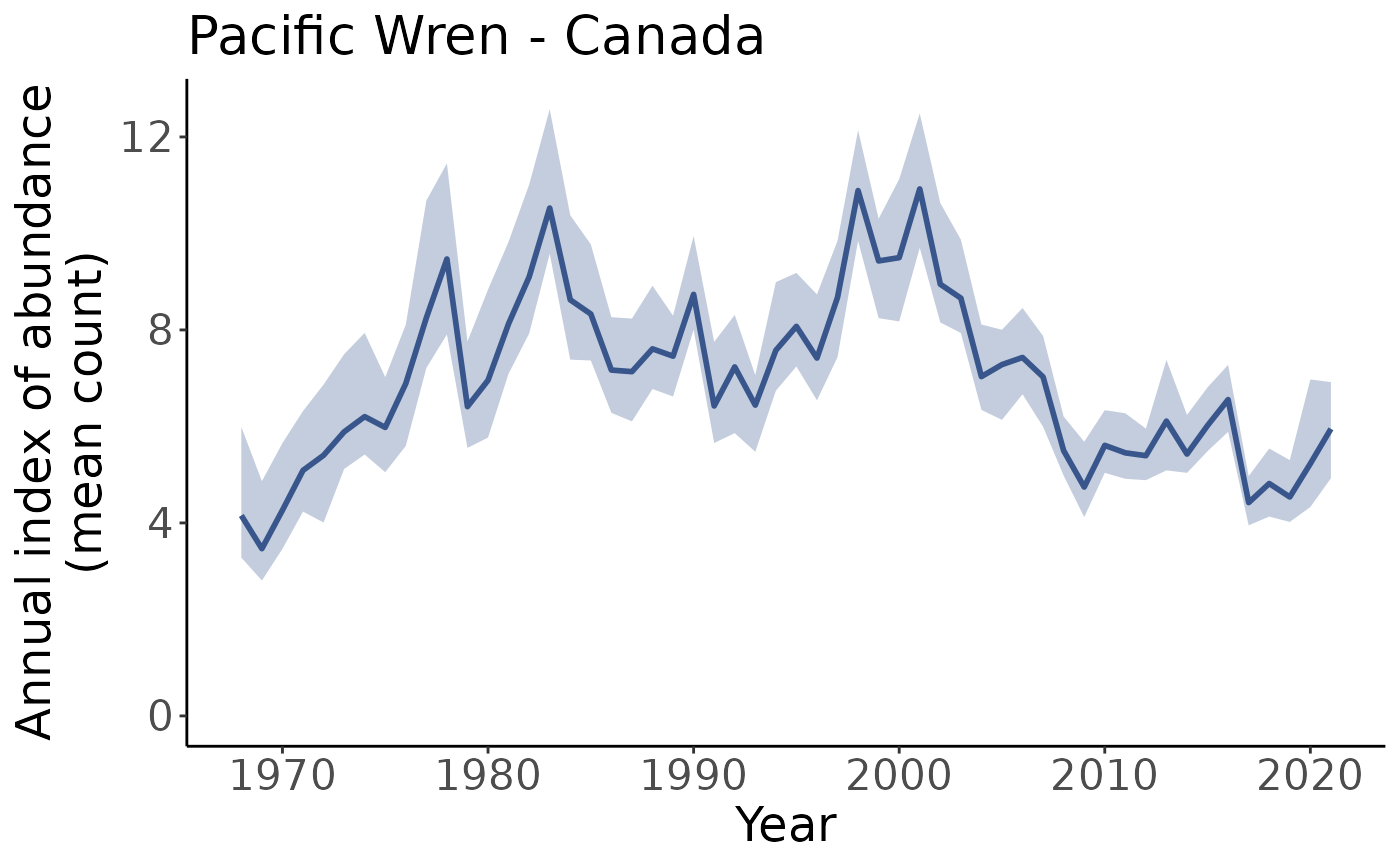 Pacific Wren - Canada
Annual index of abundance
(mean count)
12
8
4
0
1970 1980 1990 2000 2010 2020
Year